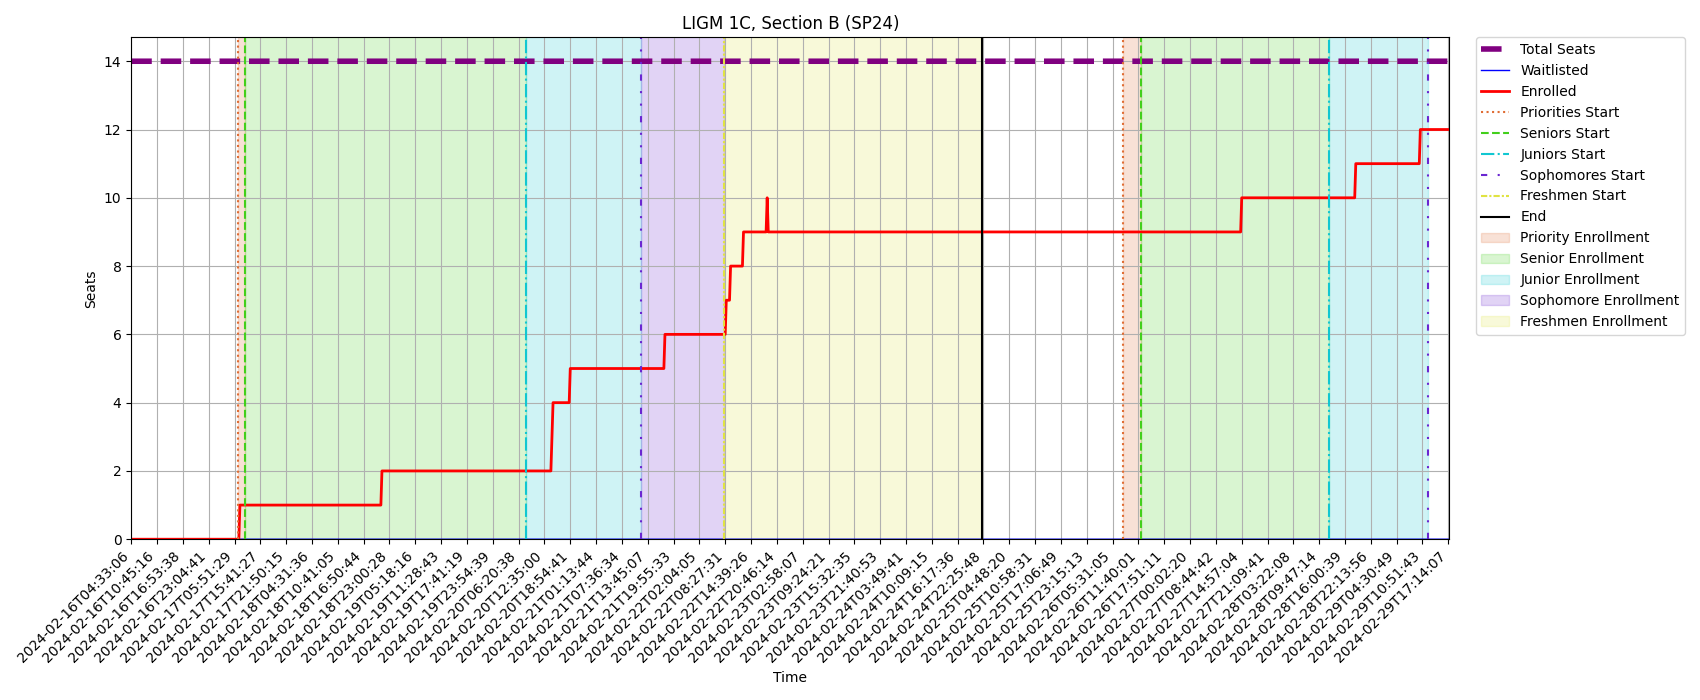 LIGM 1C, Section B (SP24)
Seats
14
12
10
8
6
4
2
0
2024-02-16T04:33:06
2024-02-16T10:45:16
2024-02-16T16:53:38
2024-02-16T23:04:41
2024-02-17T05:51:29
2024-02-17T15:41:27
2024-02-17T21:50:15
2024-02-18T04:31:36
2024-02-18T10:41:05
2024-02-18T16:50:44
2024-02-18T23:00:28
2024-02-19T05:18:16
2024-02-19T11:28:43
2024-02-19T17:41:19
2024-02-19T23:54:39
2024-02-20T06:20:38
2024-02-20T12:35:00
2024-02-20T18:54:41
2024-02-21T01:13:44
2024-02-21T07:36:34
2024-02-21T13:45:07
2024-02-21T19:55:33
2024-02-22T02:04:05
2024-02-22T08:27:31
2024-02-22T14:39:26
2024-02-22T20:46:14
2024-02-23T02:58:07
2024-02-23T09:24:21
2024-02-23T15:32:35
2024-02-23T21:40:53
2024-02-24T03:49:41
2024-02-24T10:09:15
2024-02-24T16:17:36
2024-02-24T22:25:48
2024-02-25T04:48:20
2024-02-25T10:58:31
2024-02-25T17:06:49
2024-02-25T23:15:13
2024-02-26T05:31:05
2024-02-26T11:40:01
2024-02-26T17:51:11
2024-02-27T00:02:20
2024-02-27T08:44:42
2024-02-27T14:57:04
2024-02-27T21:09:41
2024-02-28T03:22:08
2024-02-28T09:47:14
2024-02-28T16:00:39
2024-02-28T22:13:56
2024-02-29T04:30:49
2024-02-29T10:51:43
2024-02-29T17:14:07
Time
Total Seats
Waitlisted
Enrolled
Priorities Start
Seniors Start
Juniors Start
Sophomores Start
Freshmen Start
End
Priority Enrollment
Senior Enrollment
Junior Enrollment
Sophomore Enrollment
Freshmen Enrollment